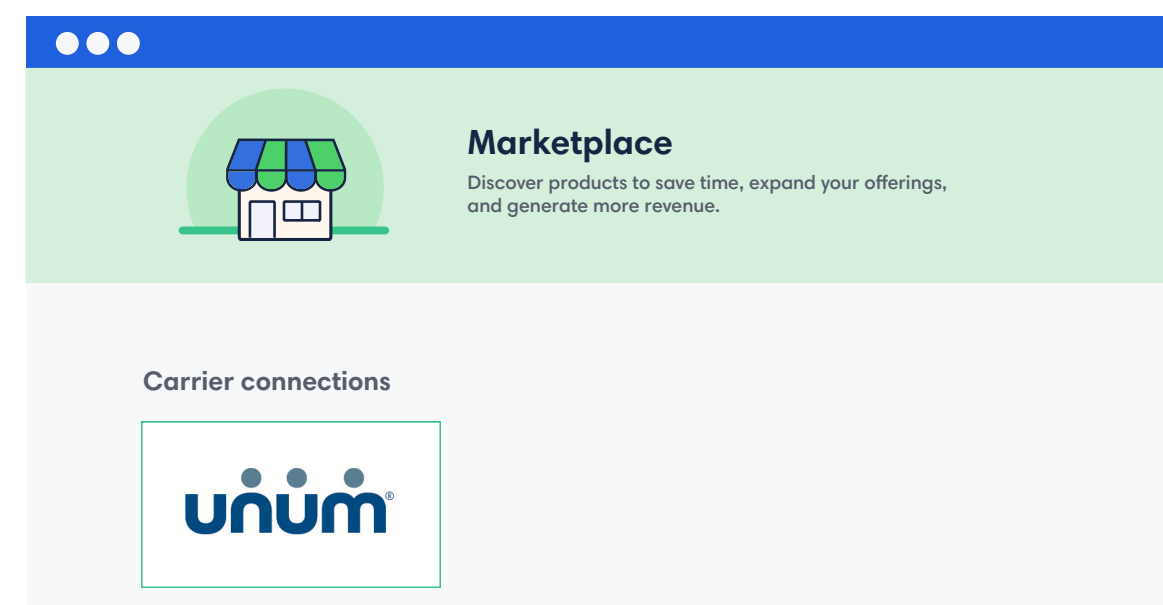 Marketplace
Discover products to save time, expand your offerings,
and generate more revenue.
Carrier connections
unum®